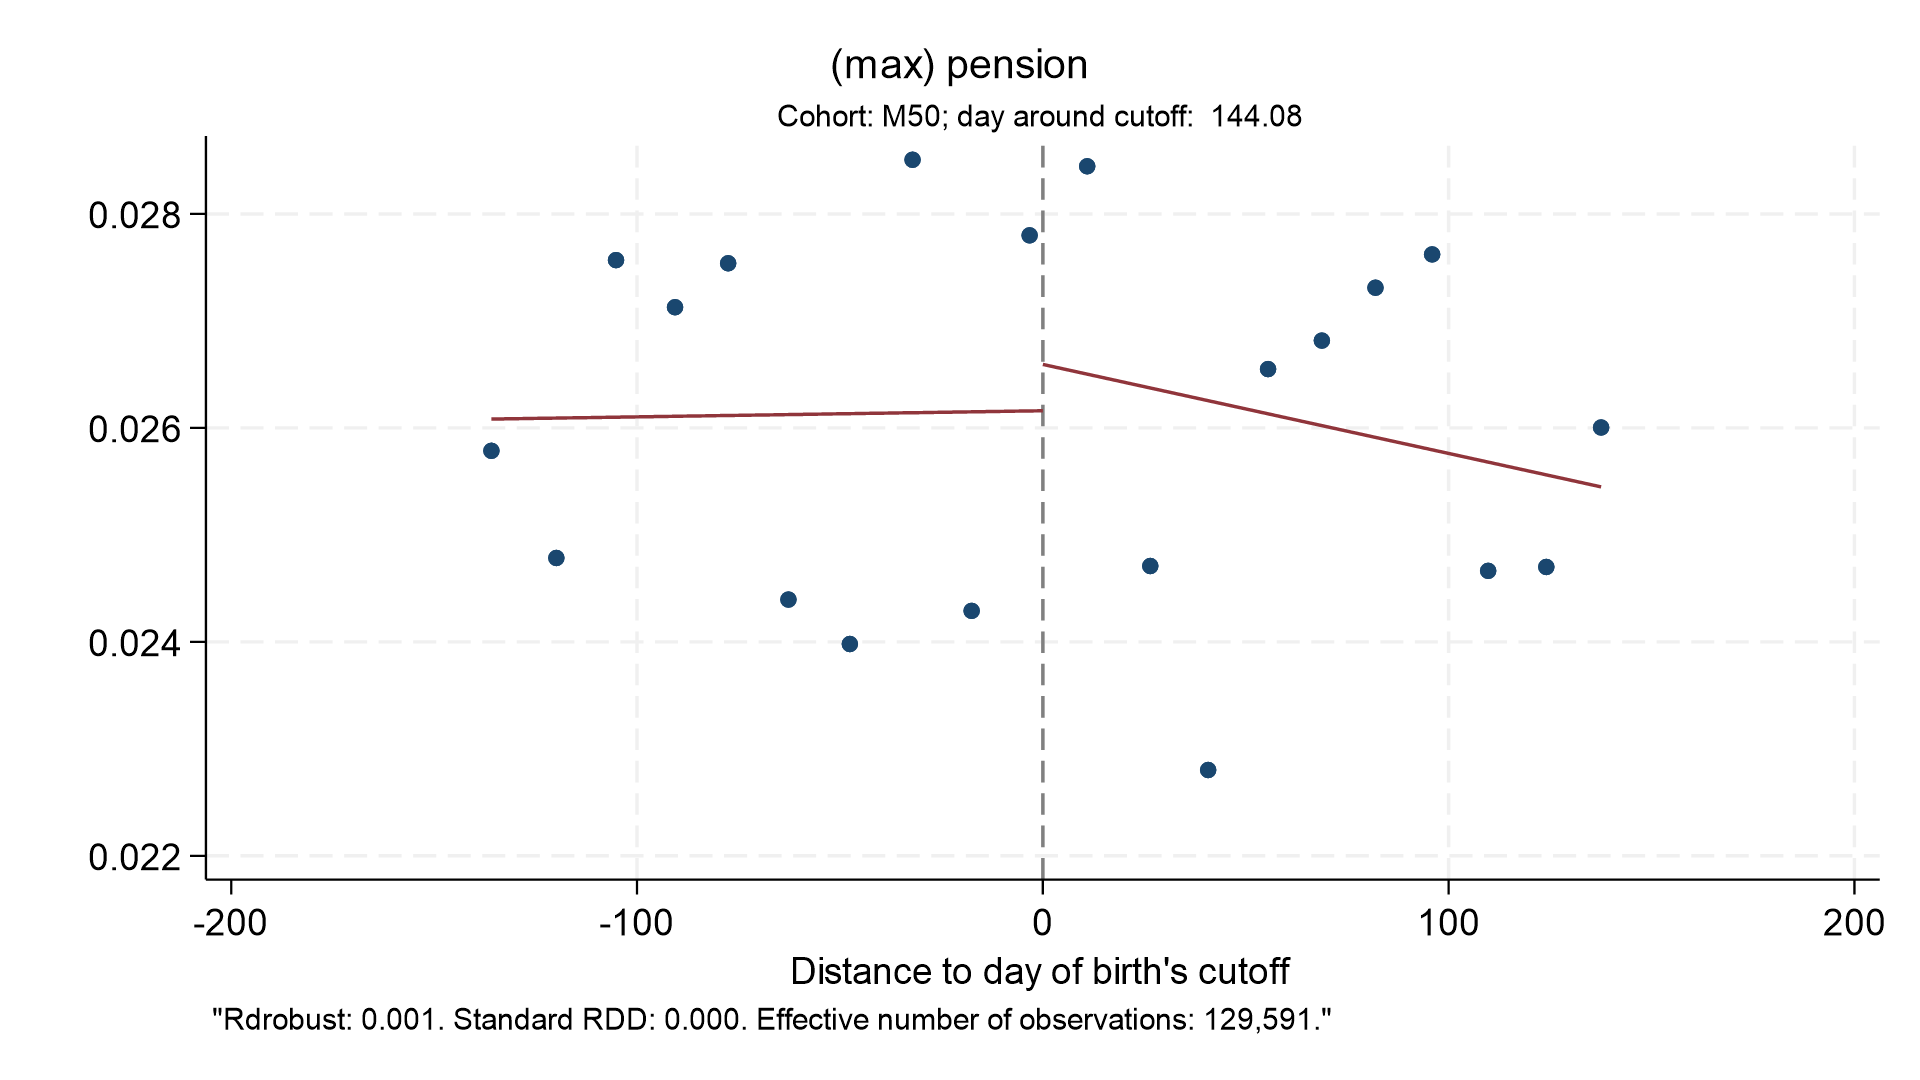 (max) pension
Cohort: M50; day around cutoff:  144.08
0.028
0.026
0.024
0.022
-200
-100
0
100
200
Distance to day of birth's cutoff
"Rdrobust: 0.001. Standard RDD: 0.000. Effective number of observations: 129,591."